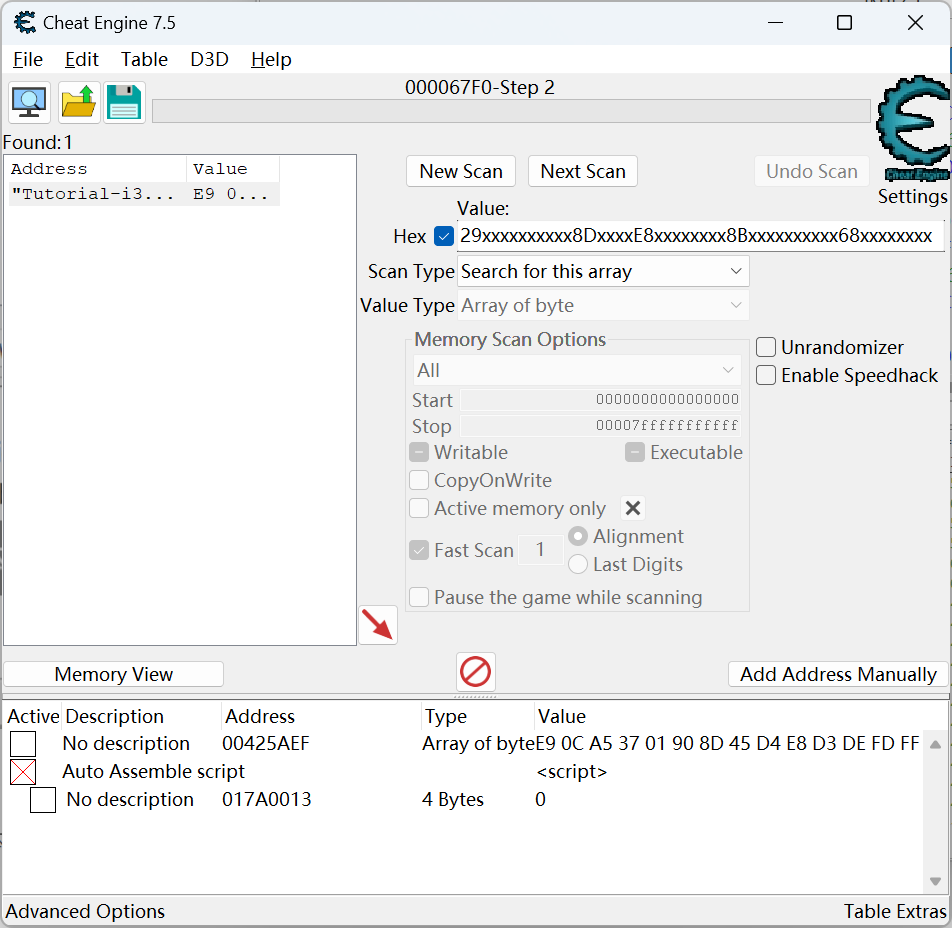 Cheat Engine 7.5
File Edit Table D3D Help
000067F0-Step 2
Found: 1
Address Value
"Tutorial-i3... E9 0...
New Scan Next Scan Undo Scan
Cheat Engine
Settings
Value:
Hex 29xxxxxxxxxx8DxxxxE8xxxxxxxx8Bxxxxxxxxxx68xxxxxxxx
Scan Type Search for this array
Value Type Array of byte
Memory Scan Options
All
Start 0000000000000000
Stop 00007fffffffffff
Writable Executable
CopyOnWrite
Active memory only
Fast Scan 1 Alignment
Last Digits
Pause the game while scanning
Unrandomizer
Enable Speedhack
Memory View Add Address Manually
Active Description Address Type Value
No description 00425AEF Array of byte E9 0C A5 37 01 90 8D 45 D4 E8 D3 DE FD FF
Auto Assemble script <script>
No description 017A0013 4 Bytes 0
Advanced Options Table Extras